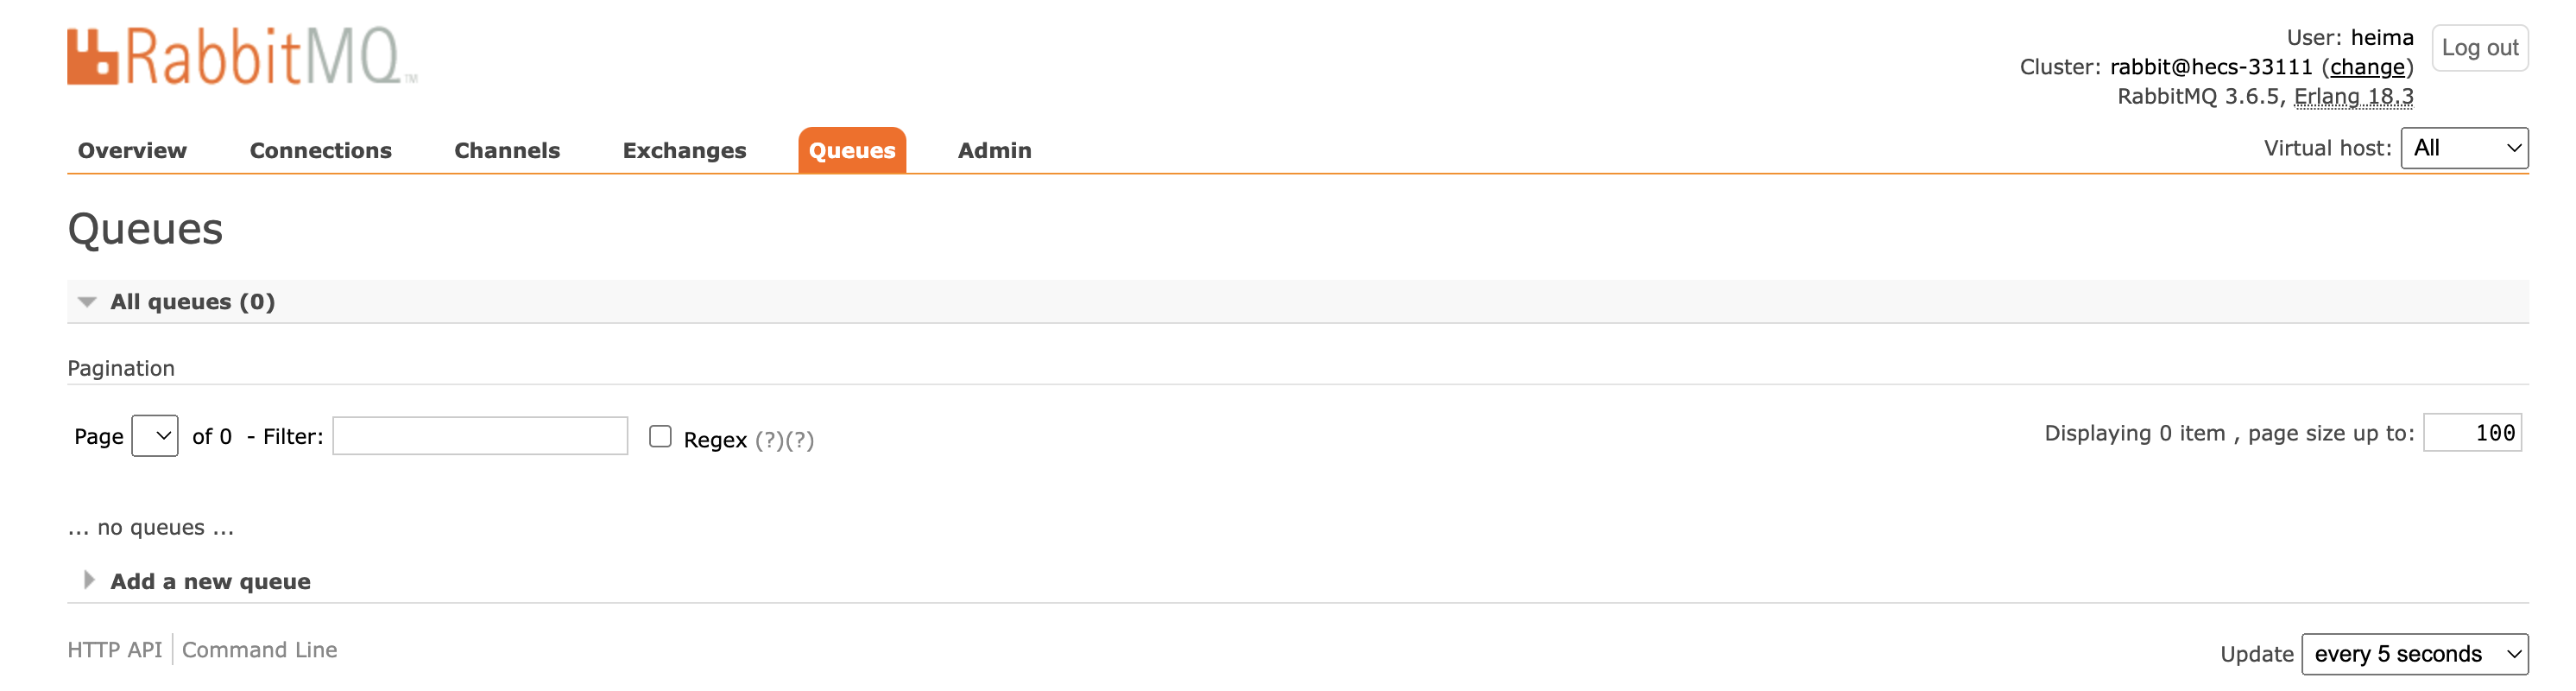 RabbitMQ™
User: heima
Log out
Cluster: rabbit@hecs-33111 (change)
RabbitMQ 3.6.5, Erlang 18.3
Overview Connections Channels Exchanges Queues Admin
Virtual host: All
Queues
All queues (0)
Pagination
Page of 0 - Filter: Regex (?)(?) Displaying 0 item , page size up to: 100
... no queues ...
Add a new queue
HTTP API Command Line
Update every 5 seconds